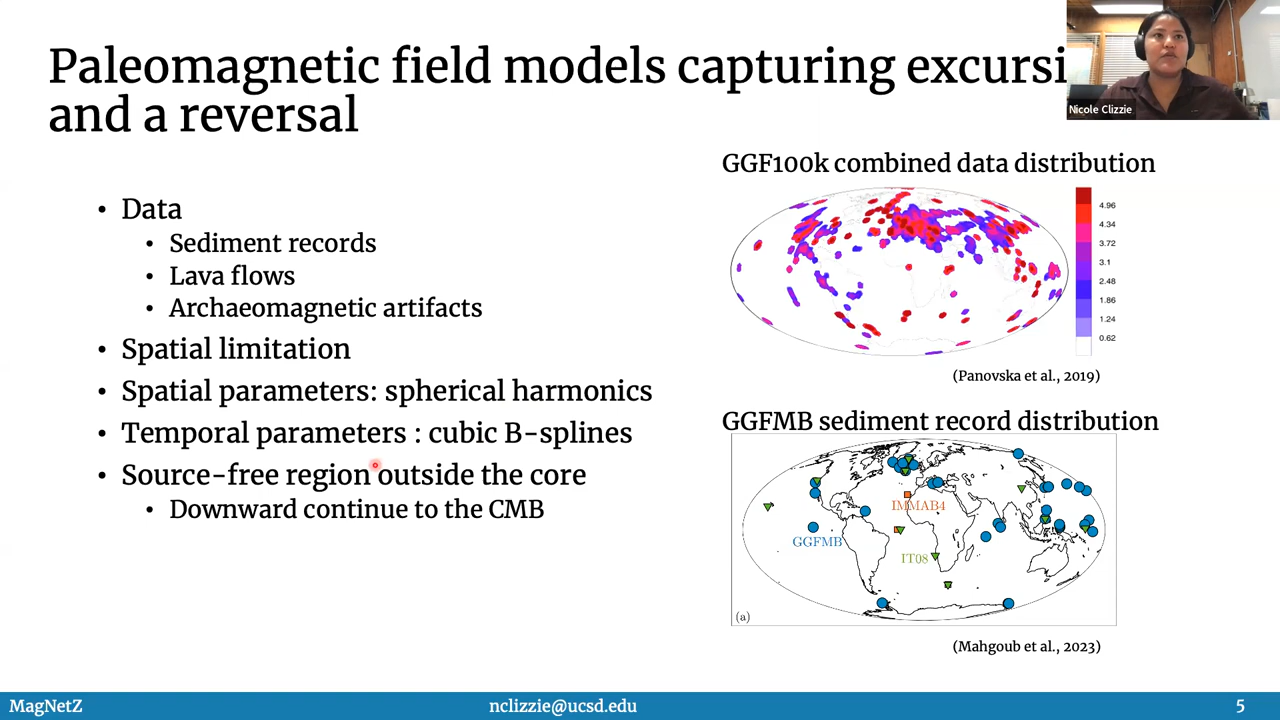 Paleomagnetic field models capturing excursi
and a reversal
Nicole Clizzie
• Data
• Sediment records
• Lava flows
• Archaeomagnetic artifacts
• Spatial limitation
• Spatial parameters: spherical harmonics
• Temporal parameters : cubic B-splines
• Source-free region outside the core
• Downward continue to the CMB
GGF100k combined data distribution
4.96
4.34
3.72
3.1
2.48
1.86
1.24
0.62
(Panovska et al., 2019)
GGFMB sediment record distribution
IMMAB4
GGFMB
IT08
(a)
(Mahgoub et al., 2023)
MagNetZ
nclizzie@ucsd.edu
5